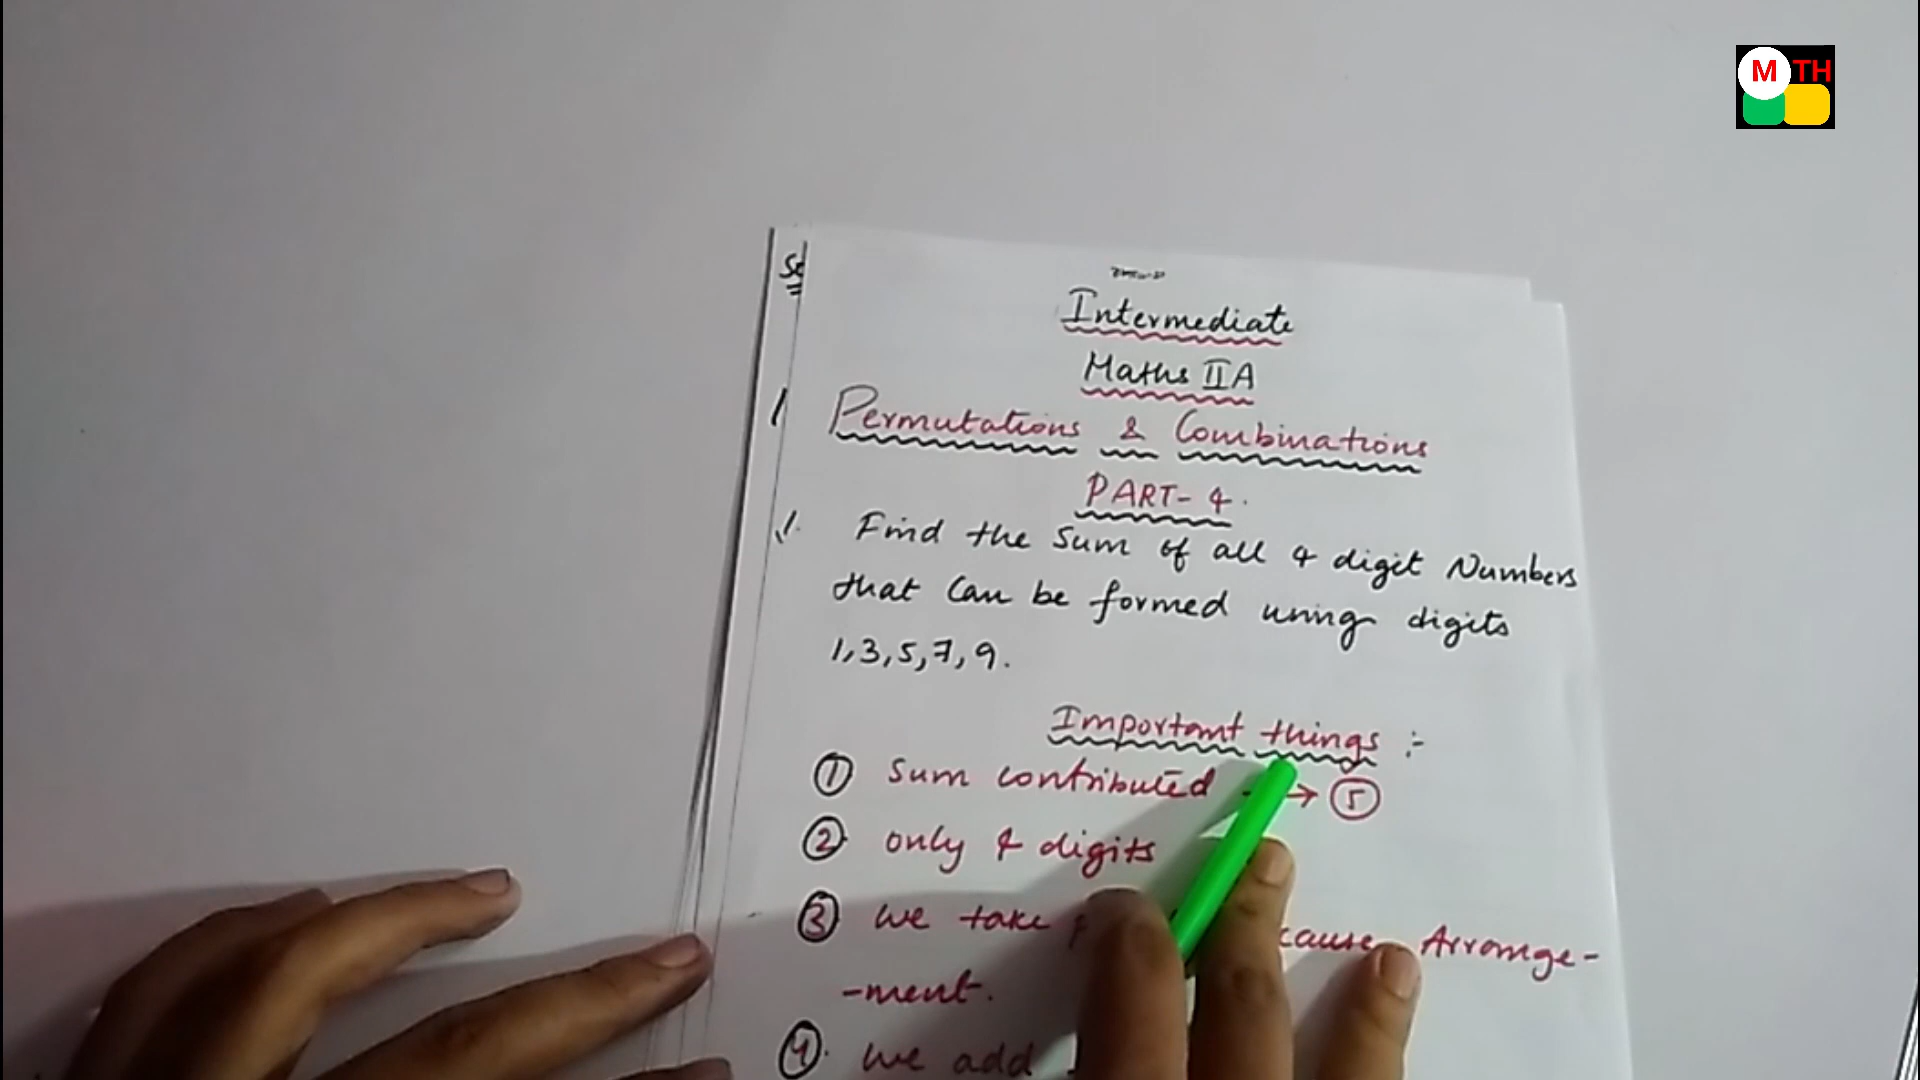 M TH
Intermediate
Maths IIA
Permutations & Combinations
PART-4.
1. Find the Sum of all 4 digit Numbers
that can be formed using digits
1,3,5,7,9.
Important things :-
① Sum contributed → ⑤
② only 4 digits
③ we take cause Arrange-
-ment.
④. we add